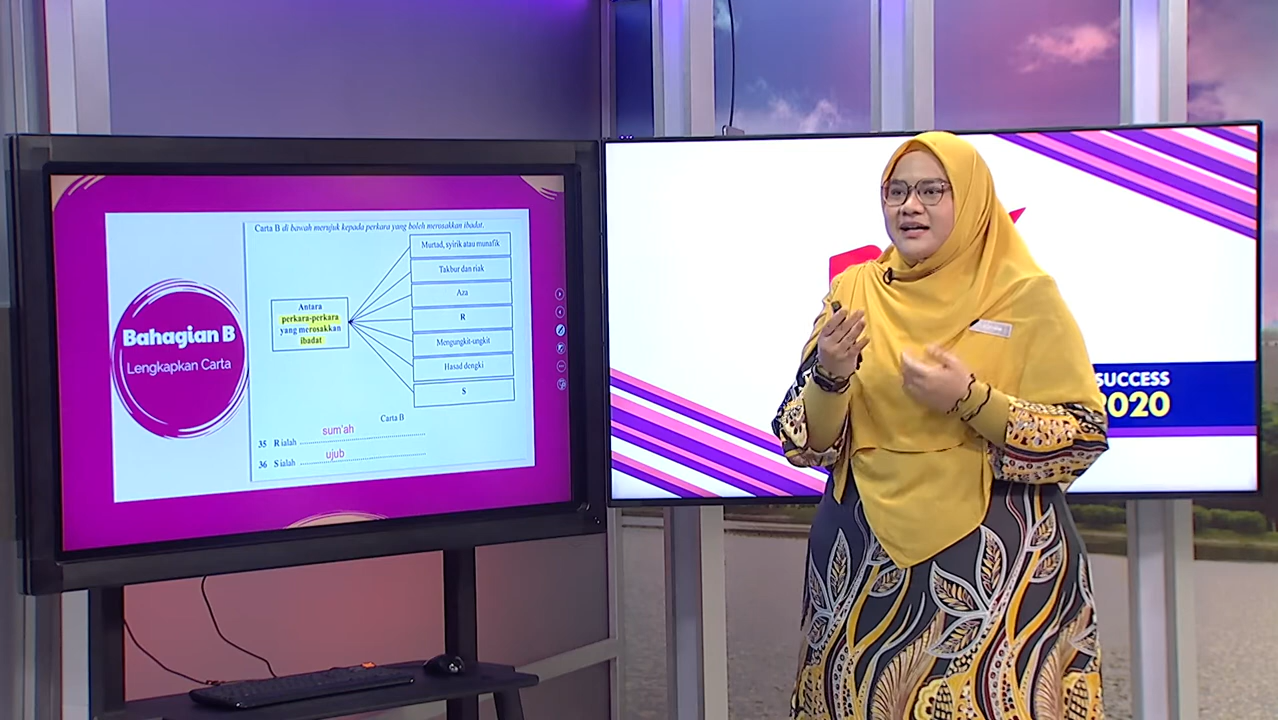 Bahagian B
Lengkapkan Carta
Carta B di bawah merujuk kepada perkara yang boleh merosakkan ibadat.
Antara
perkara-perkara
yang merosakkan
ibadat
Murtad, syirik atau munafik
Takbur dan riak
Aza
R
Mengungkit-ungkit
Hasad dengki
S
Carta B
35 R ialah sum'ah
36 S ialah ujub
SUCCESS
2020